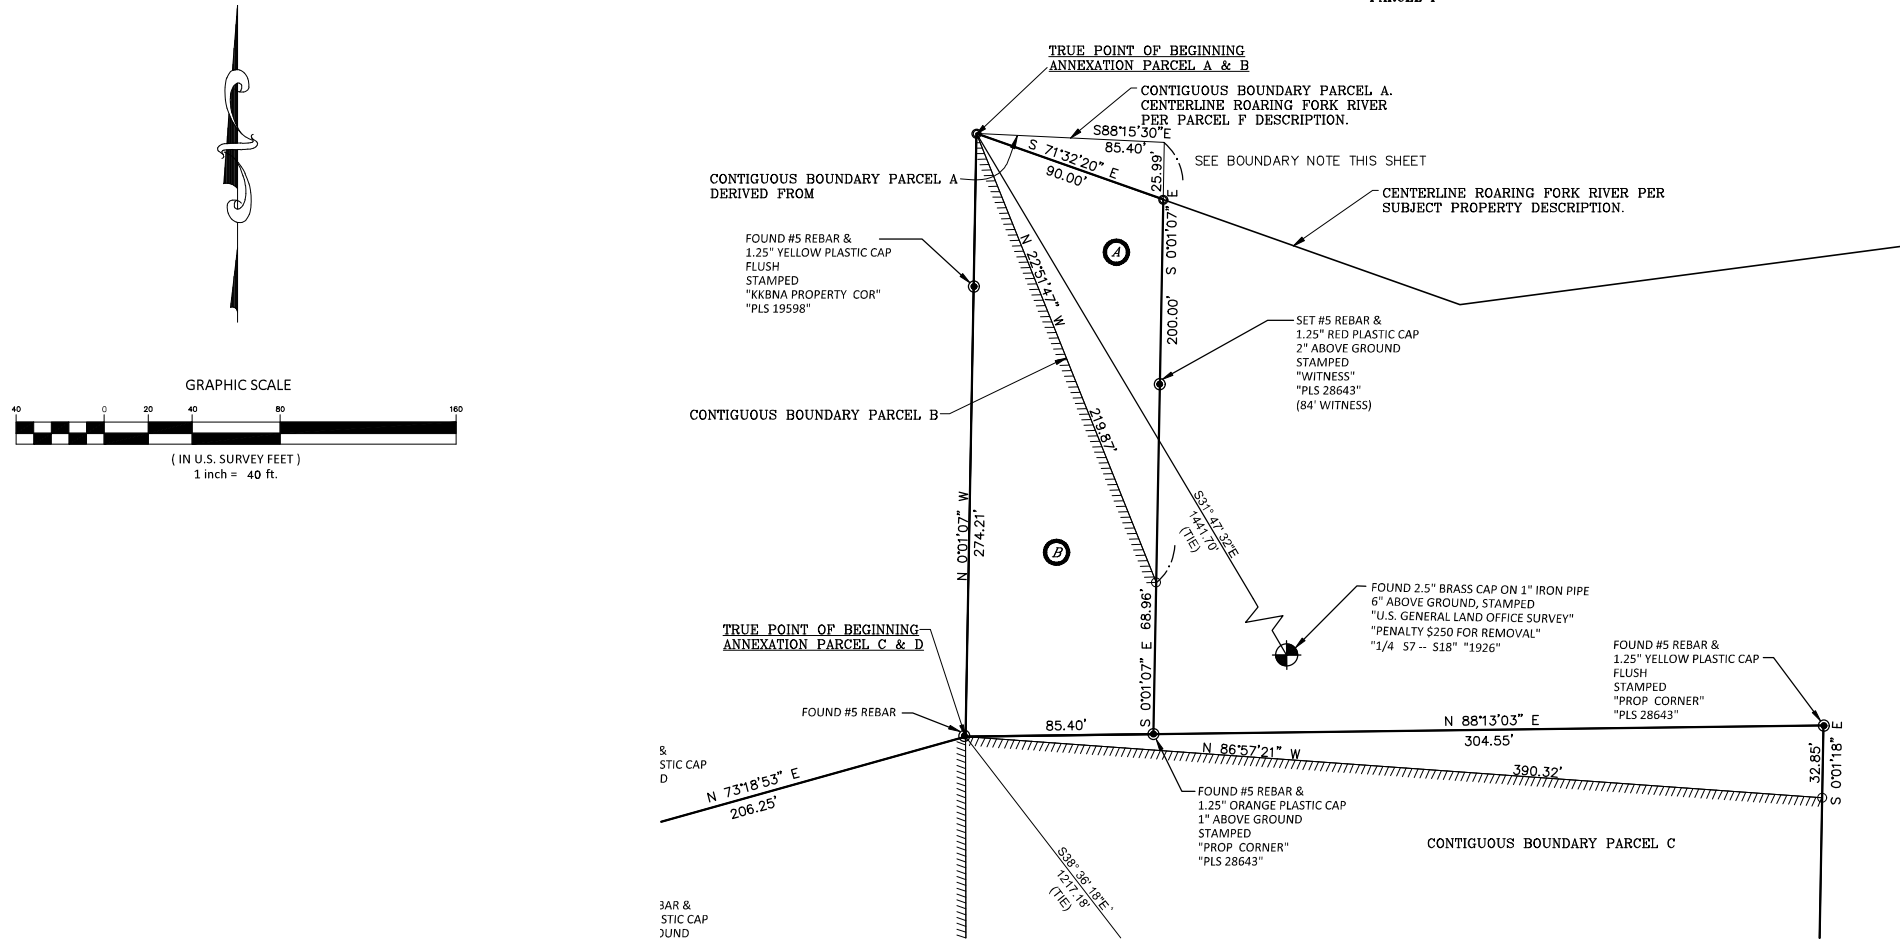 TRUE POINT OF BEGINNING
ANNEXATION PARCEL A & B
CONTIGUOUS BOUNDARY PARCEL A.
CENTERLINE ROARING FORK RIVER
PER PARCEL F DESCRIPTION.
S88°15'30"E
85.40'
S 71°32'20" E
90.00'
25.99'
SEE BOUNDARY NOTE THIS SHEET
CONTIGUOUS BOUNDARY PARCEL A
DERIVED FROM
CENTERLINE ROARING FORK RIVER PER
SUBJECT PROPERTY DESCRIPTION.
FOUND #5 REBAR &
1.25" YELLOW PLASTIC CAP
FLUSH
STAMPED
"KKBNA PROPERTY COR"
"PLS 19598"
A
S 0°01'07" E
200.00'
N 22°51'47" W
219.87'
SET #5 REBAR &
1.25" RED PLASTIC CAP
2" ABOVE GROUND
STAMPED
"WITNESS"
"PLS 28643"
(84' WITNESS)
GRAPHIC SCALE
40 0 20 40 80 160
( IN U.S. SURVEY FEET )
1 inch = 40 ft.
CONTIGUOUS BOUNDARY PARCEL B
N 0°01'07" W
274.21'
B
S31° 47' 32"E
1441.70'
(TIE)
S 0°01'07" E 68.96'
FOUND 2.5" BRASS CAP ON 1" IRON PIPE
6" ABOVE GROUND, STAMPED
"U.S. GENERAL LAND OFFICE SURVEY"
"PENALTY $250 FOR REMOVAL"
"1/4 S7 -- S18" "1926"
TRUE POINT OF BEGINNING
ANNEXATION PARCEL C & D
FOUND #5 REBAR &
1.25" YELLOW PLASTIC CAP
FLUSH
STAMPED
"PROP CORNER"
"PLS 28643"
FOUND #5 REBAR
85.40'
N 88°13'03" E
304.55'
N 86°57'21" W
390.32'
32.85'
S 0°01'18" E
&
STIC CAP
D
N 73°18'53" E
206.25'
FOUND #5 REBAR &
1.25" ORANGE PLASTIC CAP
1" ABOVE GROUND
STAMPED
"PROP CORNER"
"PLS 28643"
CONTIGUOUS BOUNDARY PARCEL C
S38° 36' 18"E
1217.18'
(TIE)
BAR &
STIC CAP
OUND